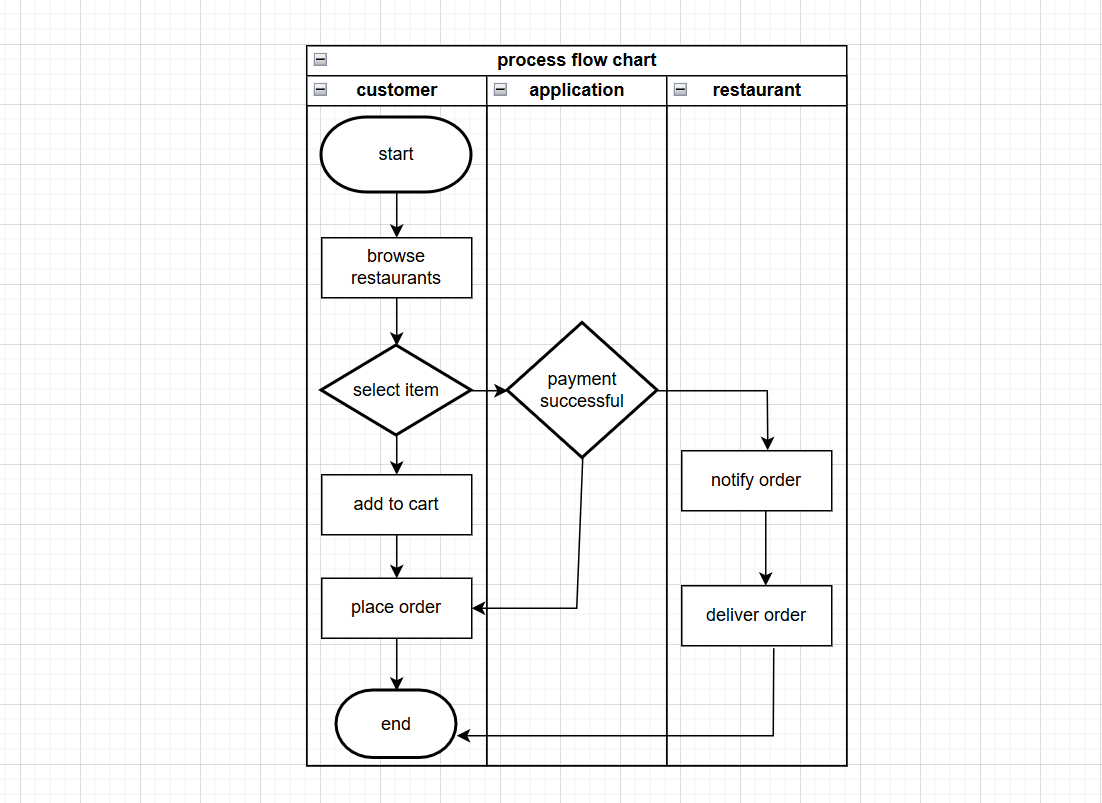 process flow chart
customer
application
restaurant
start
browse
restaurants
select item
payment
successful
add to cart
notify order
place order
deliver order
end